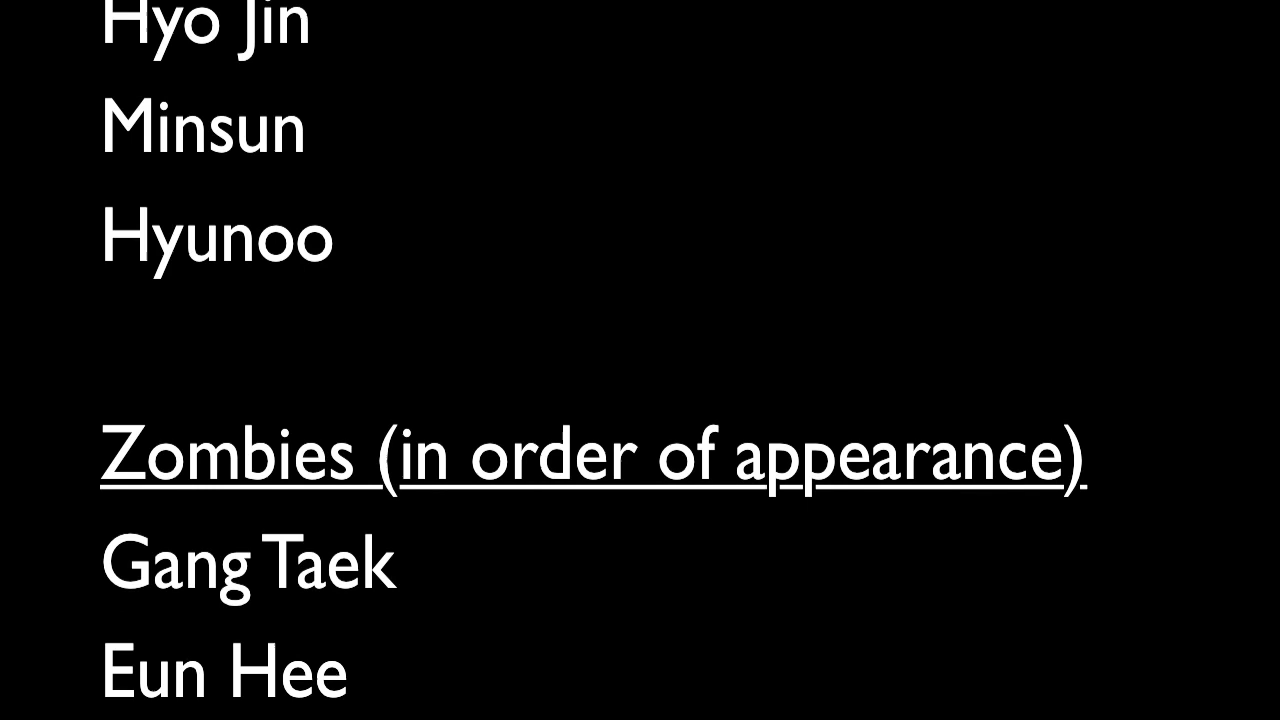 Hyo Jin
Minsun
Hyunoo
Zombies (in order of appearance)
Gang Taek
Eun Hee